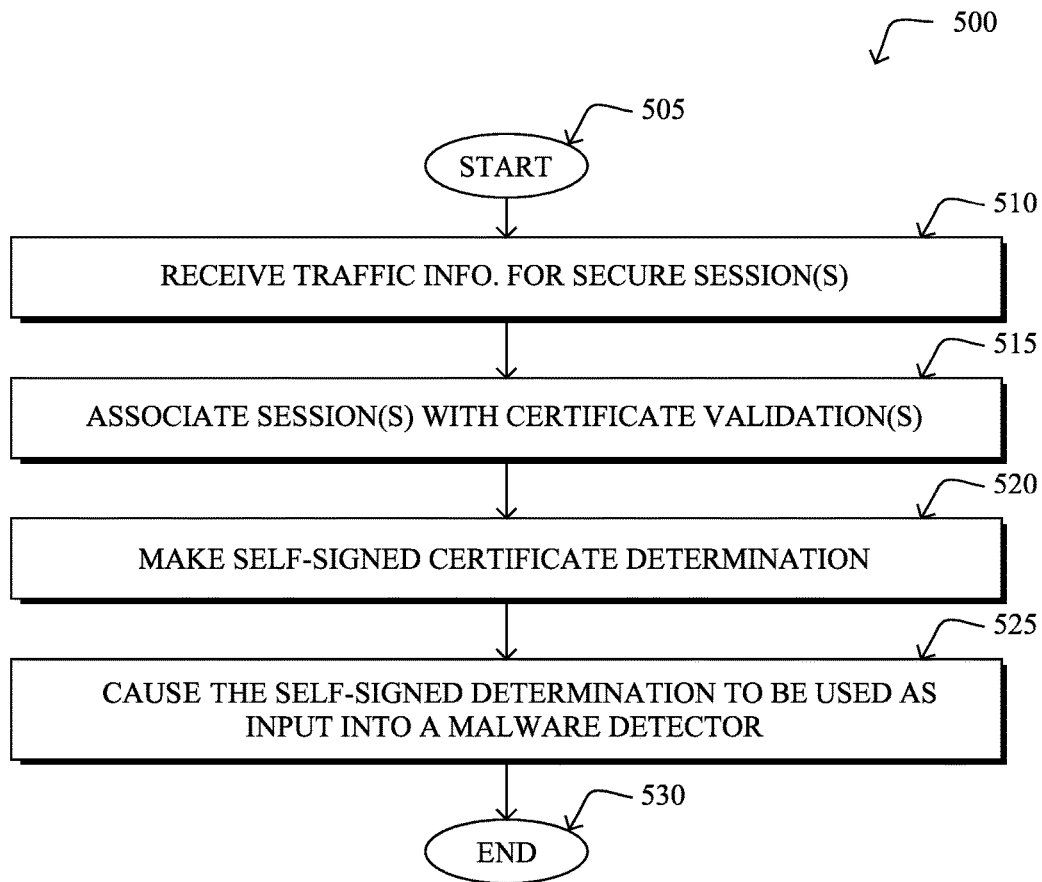 500
505
START
510
RECEIVE TRAFFIC INFO. FOR SECURE SESSION(S)
515
ASSOCIATE SESSION(S) WITH CERTIFICATE VALIDATION(S)
520
MAKE SELF-SIGNED CERTIFICATE DETERMINATION
525
CAUSE THE SELF-SIGNED DETERMINATION TO BE USED AS
INPUT INTO A MALWARE DETECTOR
530
END